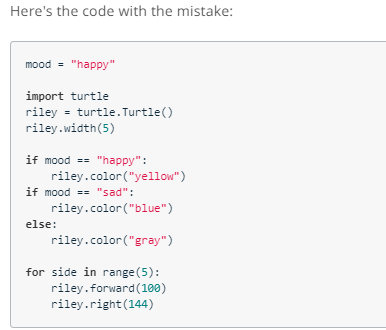 Here's the code with the mistake:
mood = "happy"
import turtle
riley = turtle.Turtle()
riley.width(5)
if mood == "happy":
    riley.color("yellow")
if mood == "sad":
    riley.color("blue")
else:
    riley.color("gray")
for side in range(5):
    riley.forward(100)
    riley.right(144)